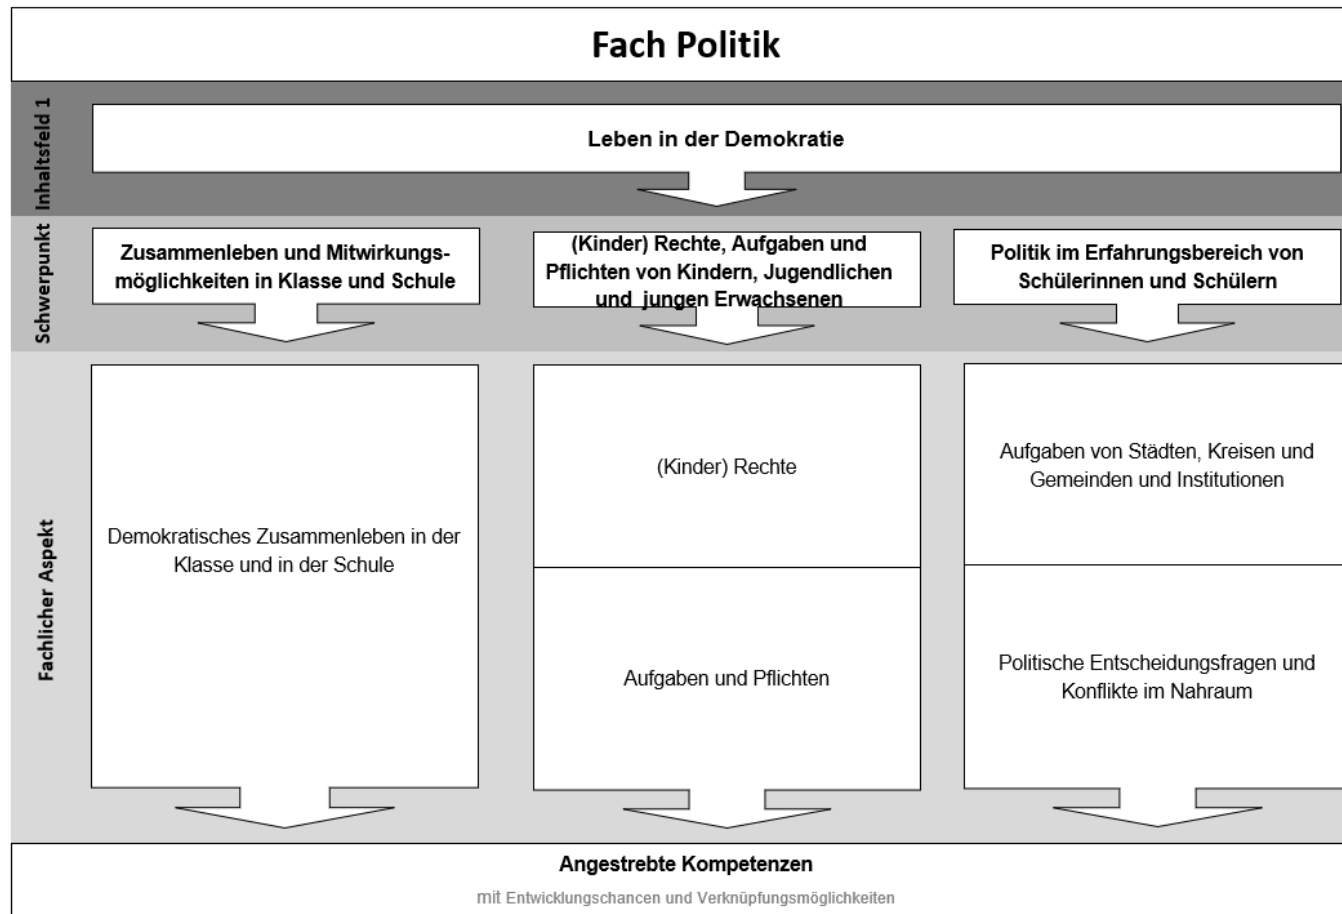 Fach Politik
Inhaltsfeld 1
Leben in der Demokratie
Schwerpunkt
Zusammenleben und Mitwirkungs-
möglichkeiten in Klasse und Schule
(Kinder) Rechte, Aufgaben und
Pflichten von Kindern, Jugendlichen
und jungen Erwachsenen
Politik im Erfahrungsbereich von
Schülerinnen und Schülern
Fachlicher Aspekt
Demokratisches Zusammenleben in der
Klasse und in der Schule
(Kinder) Rechte
Aufgaben und Pflichten
Aufgaben von Städten, Kreisen und
Gemeinden und Institutionen
Politische Entscheidungsfragen und
Konflikte im Nahraum
Angestrebte Kompetenzen
mit Entwicklungschancen und Verknüpfungsmöglichkeiten